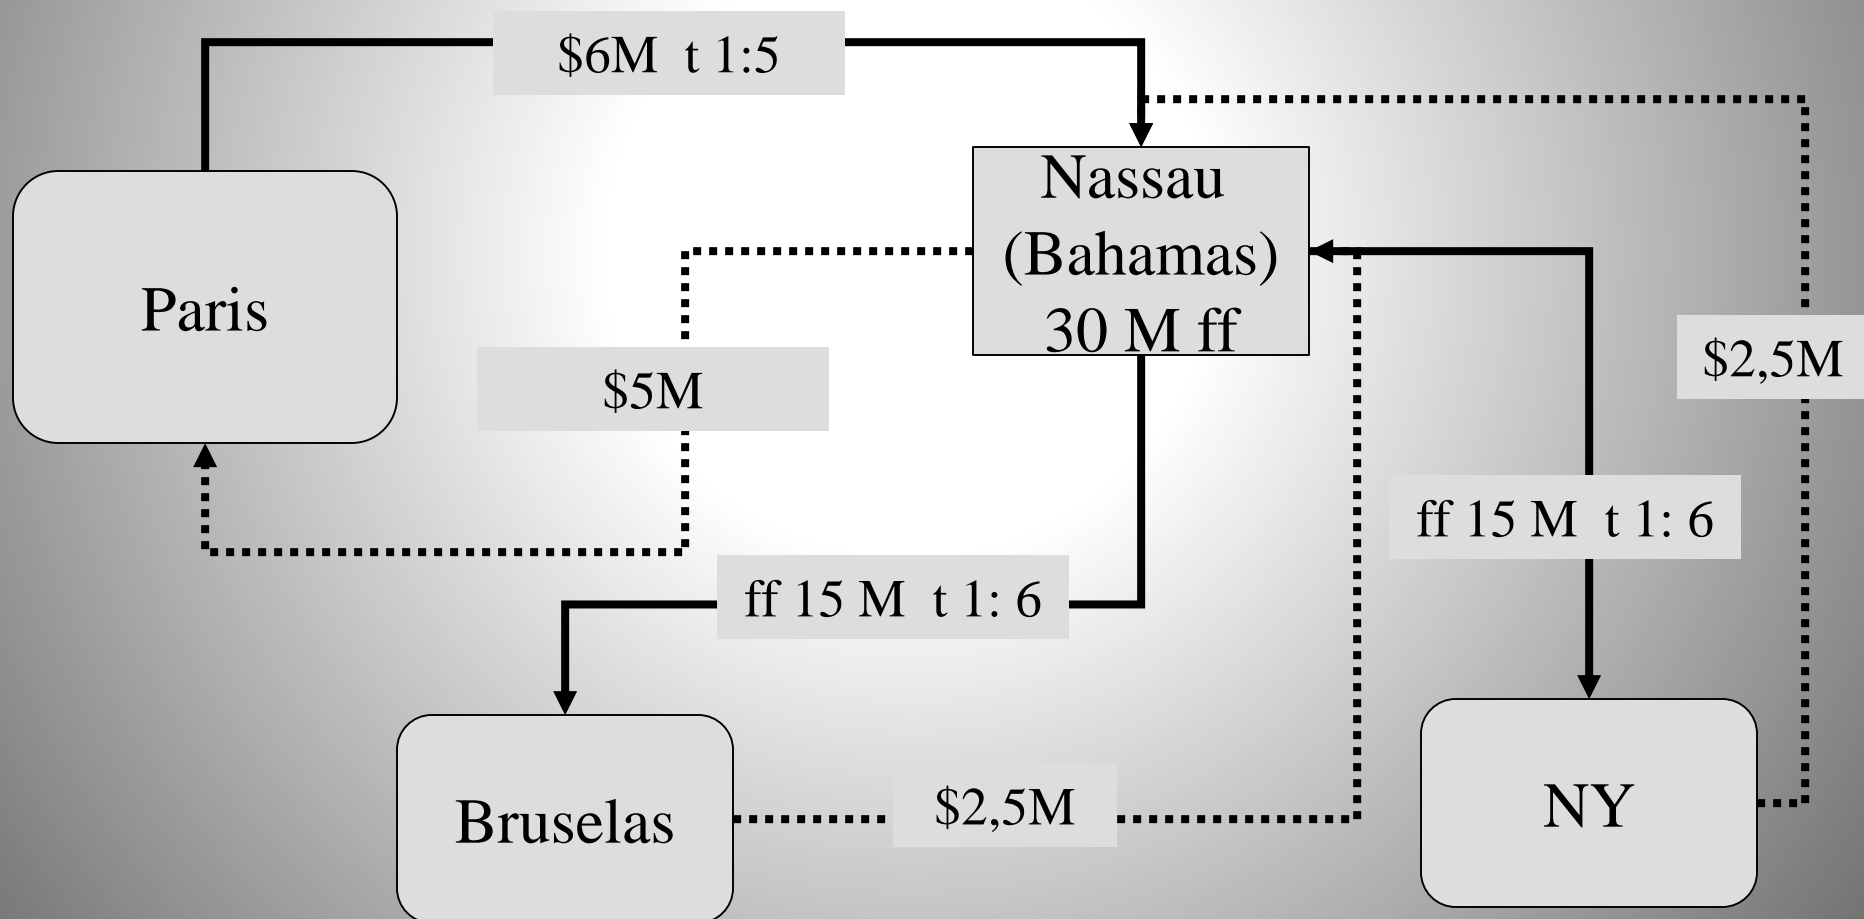 $6M t 1:5
Nassau
(Bahamas)
30 M ff
Paris
$5M
$2,5M
ff 15 M t 1: 6
ff 15 M t 1: 6
Bruselas
$2,5M
NY